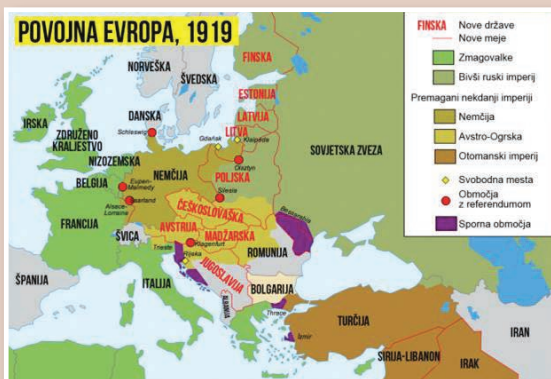 POVOJNA EVROPA, 1919
FINSKA Nove države
Nove meje
Zmagovalke
Bivši ruski imperij
Premagani nekdanji imperiji
Nemčija
Avstro-Ogrska
Otomanski imperij
Svobodna mesta
Območja
z referendumom
Sporna območja
NORVEŠKA
ŠVEDSKA
FINSKA
ESTONIJA
LATVIJA
LITVA
DANSKA
Schleswig
Gdańsk
Klaipėda
Olsztyn
IRSKA
ZDRUŽENO
KRALJESTVO
NIZOZEMSKA
BELGIJA
Eupen-
Malmedy
NEMČIJA
POLJSKA
Silesia
SOVJETSKA ZVEZA
Alsace-
Lorraine
Saarland
FRANCIJA
ŠVICA
ČEŠKOSLOVAŠKA
AVSTRIJA
MADŽARSKA
Klagenfurt
Trieste
Rijeka
Bessarabia
ROMUNIJA
JUGOSLAVIJA
ŠPANIJA
ITALIJA
ALBANIJA
BOLGARIJA
Thrace
Izmir
TURČIJA
SIRIJA-LIBANON
IRAK
IRAN